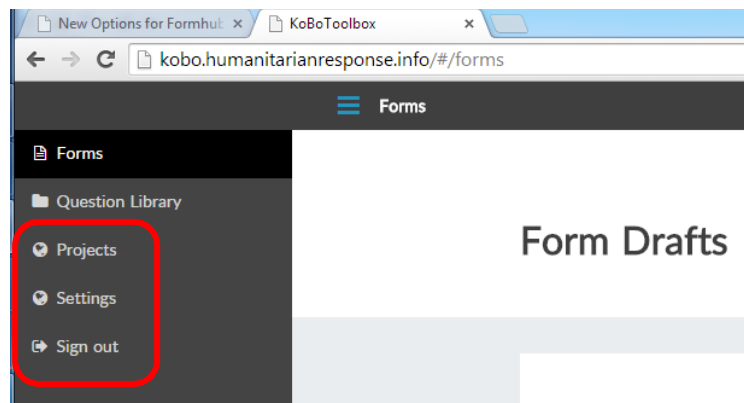 New Options for Formhub
KoBoToolbox
kobo.humanitarianresponse.info/#/forms
Forms
Forms
Question Library
Projects
Settings
Sign out
Form Drafts